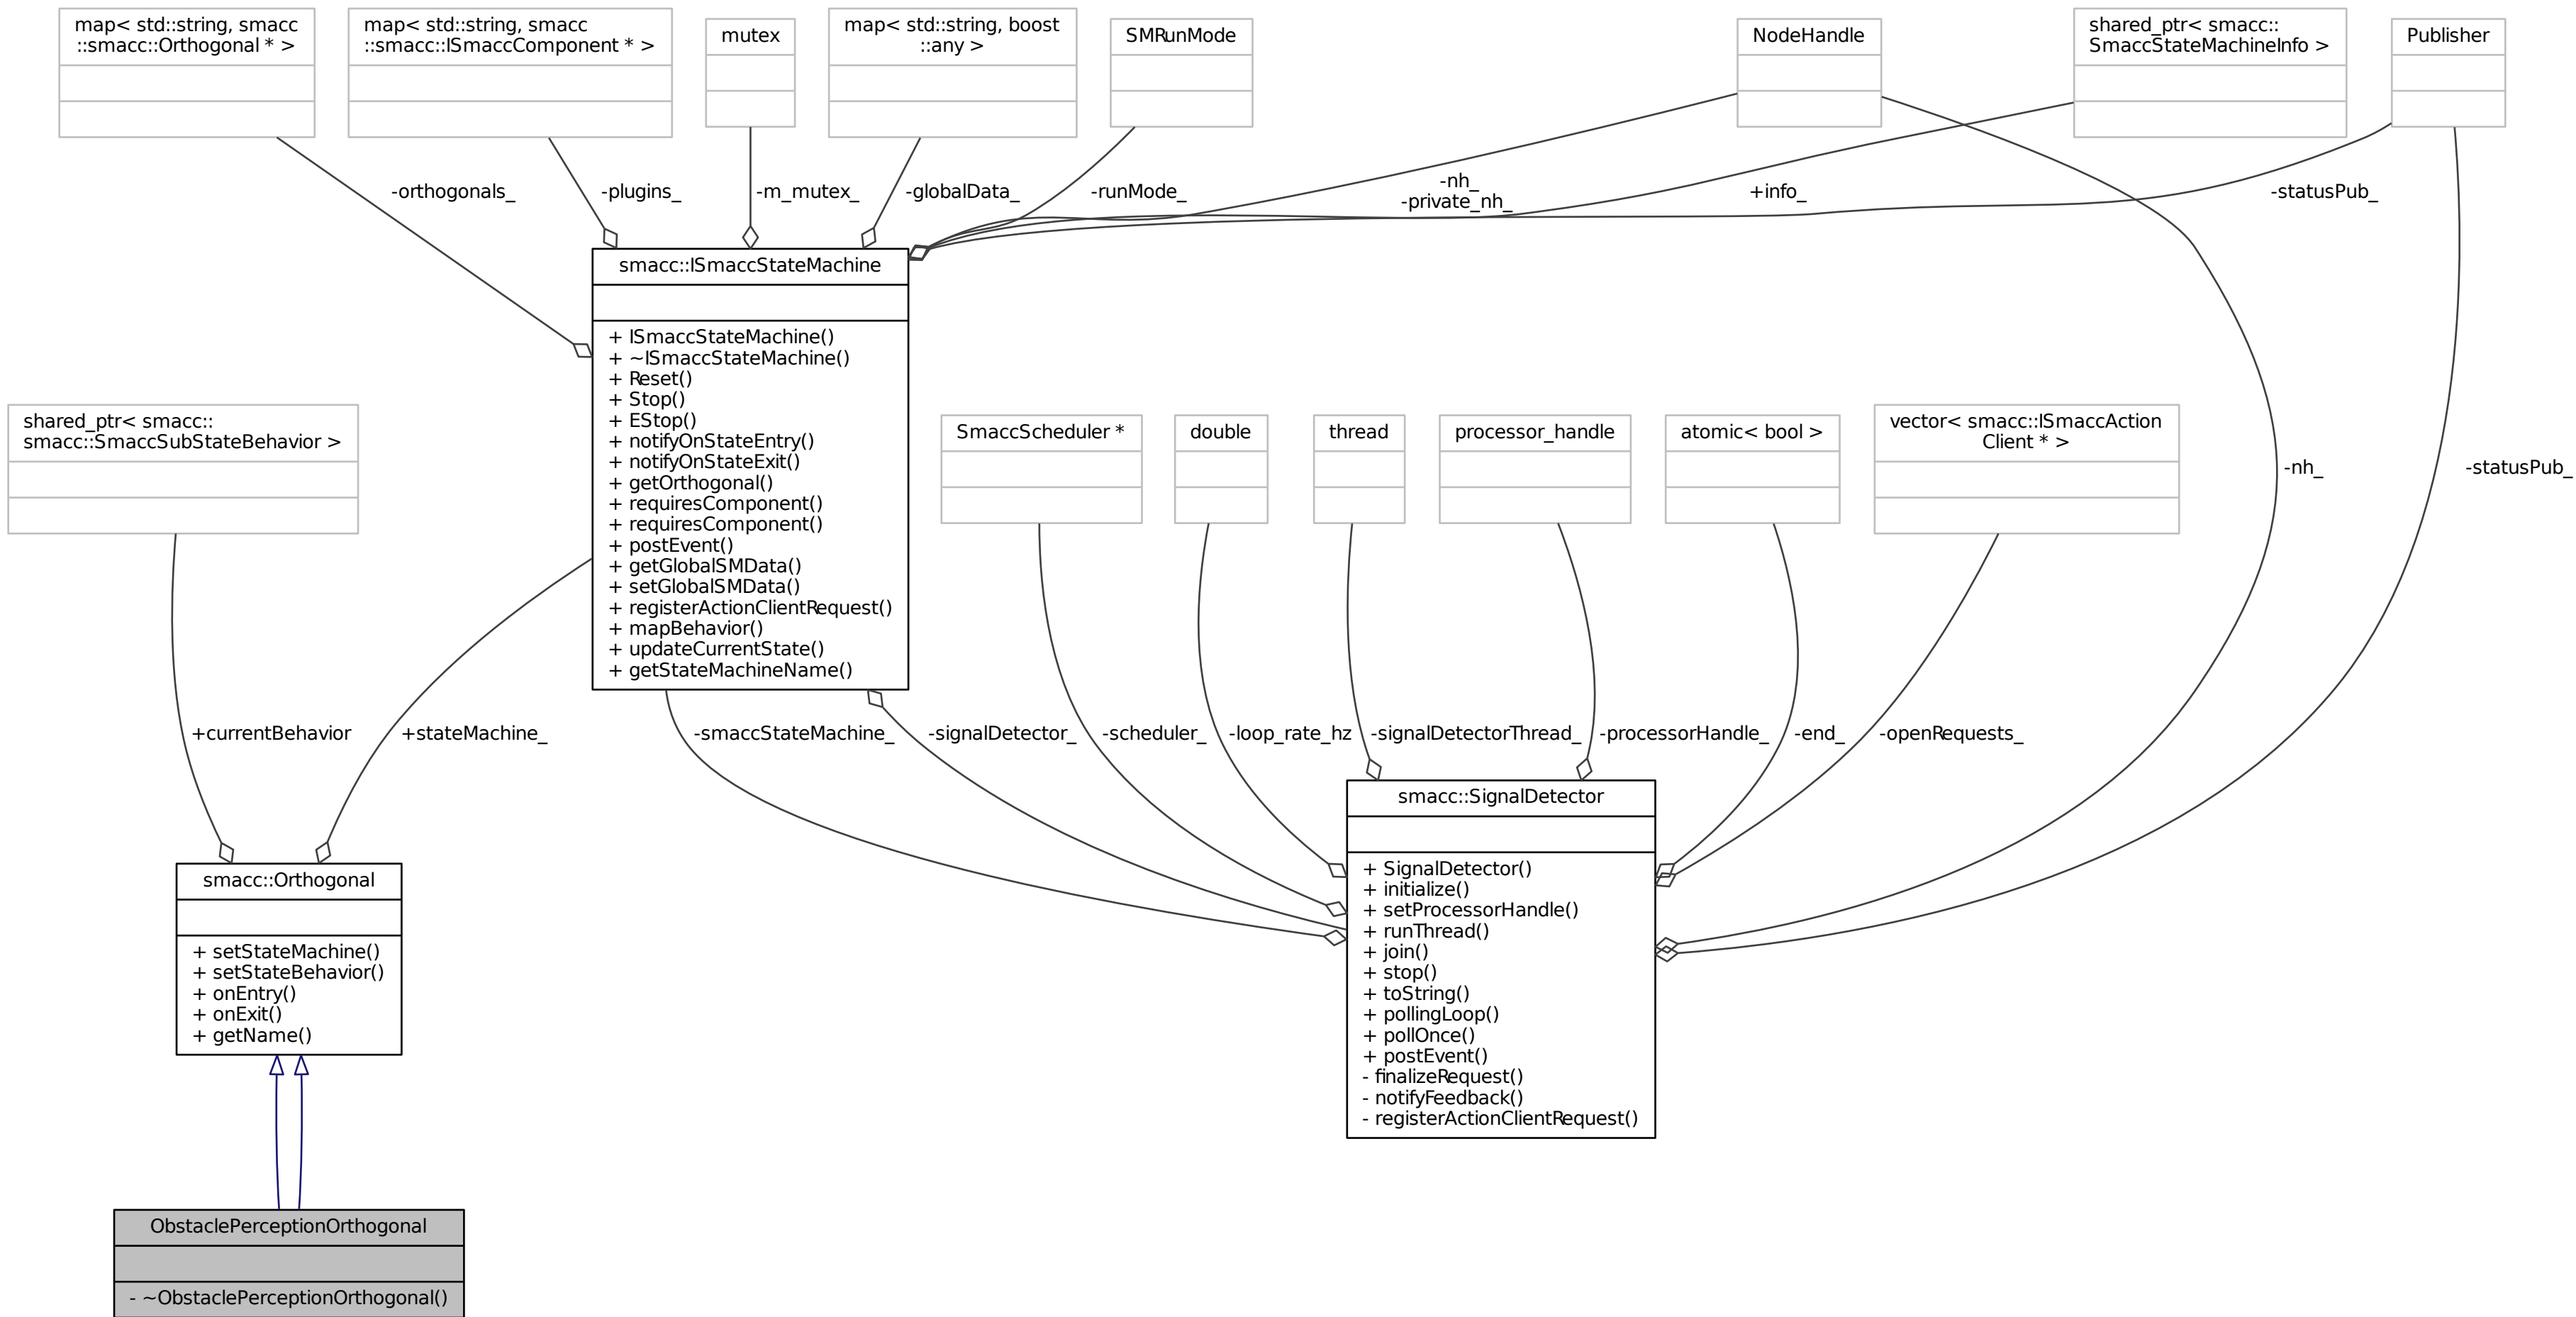 map< std::string, smacc
::smacc::Orthogonal * >
map< std::string, smacc
::smacc::ISmaccComponent * >
mutex
map< std::string, boost
::any >
SMRunMode
NodeHandle
shared_ptr< smacc::
SmaccStateMachineInfo >
Publisher
-orthogonals_
-plugins_
-m_mutex_
-globalData_
-runMode_
-nh_
-private_nh_
+info_
-statusPub_
smacc::ISmaccStateMachine
+ ISmaccStateMachine()
+ ~ISmaccStateMachine()
+ Reset()
+ Stop()
+ EStop()
+ notifyOnStateEntry()
+ notifyOnStateExit()
+ getOrthogonal()
+ requiresComponent()
+ requiresComponent()
+ postEvent()
+ getGlobalSMData()
+ setGlobalSMData()
+ registerActionClientRequest()
+ mapBehavior()
+ updateCurrentState()
+ getStateMachineName()
shared_ptr< smacc::
smacc::SmaccSubStateBehavior >
SmaccScheduler *
double
thread
processor_handle
atomic< bool >
vector< smacc::ISmaccAction
Client * >
-nh_
-statusPub_
+currentBehavior
+stateMachine_
-smaccStateMachine_
-signalDetector_
-scheduler_
-loop_rate_hz
-signalDetectorThread_
-processorHandle_
-end_
-openRequests_
smacc::SignalDetector
+ SignalDetector()
+ initialize()
+ setProcessorHandle()
+ runThread()
+ join()
+ stop()
+ toString()
+ pollingLoop()
+ pollOnce()
+ postEvent()
- finalizeRequest()
- notifyFeedback()
- registerActionClientRequest()
smacc::Orthogonal
+ setStateMachine()
+ setStateBehavior()
+ onEntry()
+ onExit()
+ getName()
ObstaclePerceptionOrthogonal
- ~ObstaclePerceptionOrthogonal()